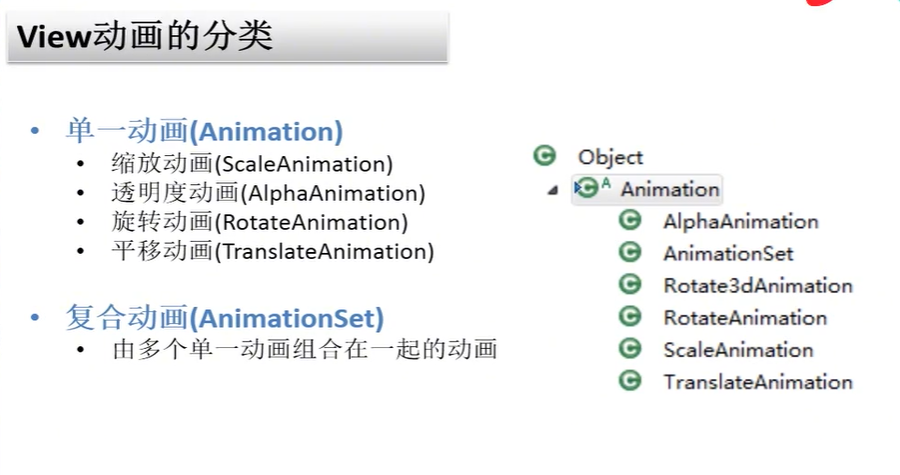 View动画的分类
• 单一动画(Animation)
• 缩放动画(ScaleAnimation)
• 透明度动画(AlphaAnimation)
• 旋转动画(RotateAnimation)
• 平移动画(TranslateAnimation)
• 复合动画(AnimationSet)
• 由多个单一动画组合在一起的动画
Object
Animation
AlphaAnimation
AnimationSet
Rotate3dAnimation
RotateAnimation
ScaleAnimation
TranslateAnimation